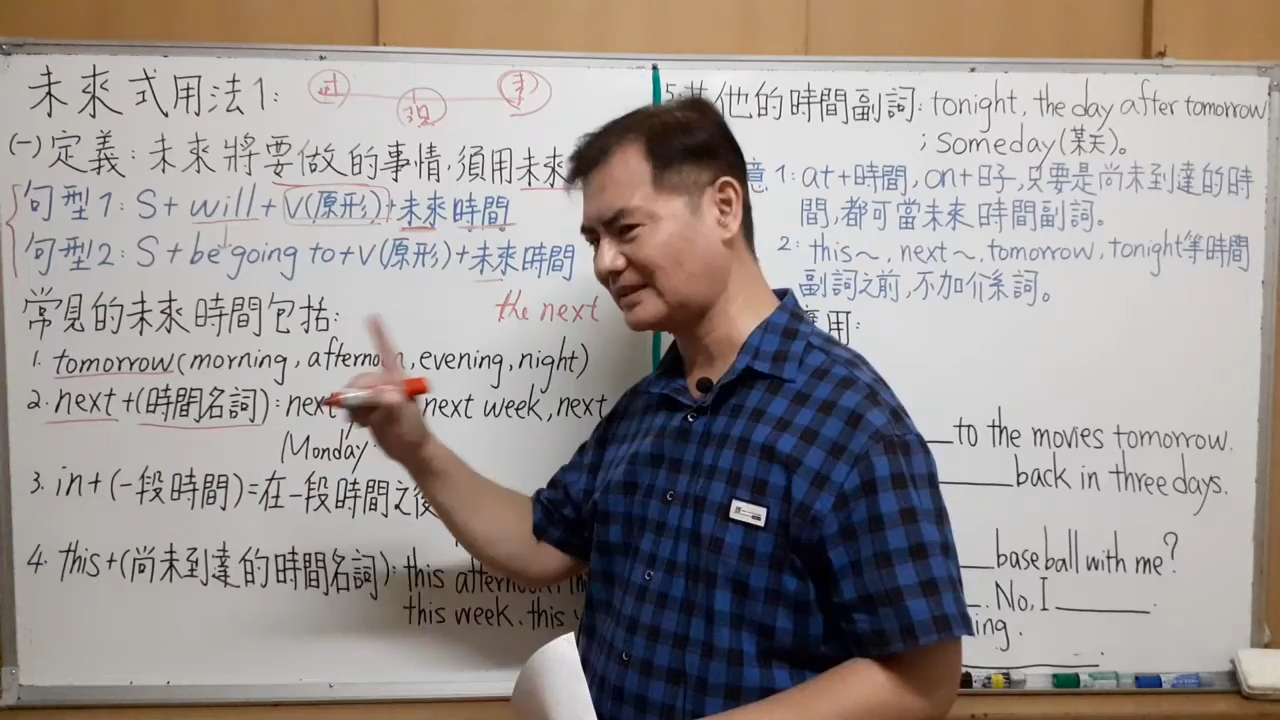 未來式用法1:
過 現 未
(一)定義:未來將要做的事情,須用未來
句型1: S+ will + V(原形)+未來時間
句型2: S + be going to+V(原形)+未來時間
常見的未來時間包括:
the next
1. tomorrow(morning, afternoon, evening, night)
2. next +(時間名詞): next next week, next
(Monday
3. in+(一段時間)=在一段時間之後
4. this+(尚未到達的時間名詞): this afternoon,
this week, this
5.其他的時間副詞: tonight, the day after tomorrow
; someday(某天)。
意1: at+時間, on+日子,只要是尚未到達的時
間,都可當未來時間副詞。
2: this~, next~, tomorrow, tonight等時間
副詞之前,不加介系詞。
應用:
to the movies tomorrow.
back in three days.
baseball with me?
. No, I
ing.